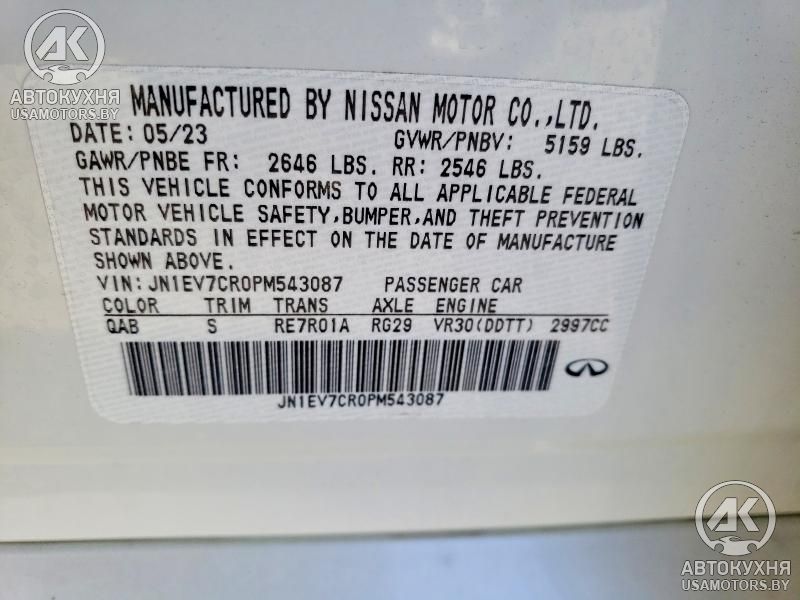 AK
АВТОКУХНЯ
USAMOTORS.BY
MANUFACTURED BY NISSAN MOTOR CO.,LTD.
DATE: 05/23 GVWR/PNBV: 5159 LBS.
GAWR/PNBE FR: 2646 LBS. RR: 2546 LBS.
THIS VEHICLE CONFORMS TO ALL APPLICABLE FEDERAL
MOTOR VEHICLE SAFETY,BUMPER,AND THEFT PREVENTION
STANDARDS IN EFFECT ON THE DATE OF MANUFACTURE
SHOWN ABOVE.
VIN:JN1EV7CR0PM543087 PASSENGER CAR
COLOR TRIM TRANS AXLE ENGINE
QAB S RE7R01A RG29 VR30(DDTT) 2997CC
JN1EV7CR0PM543087
AK
АВТОКУХНЯ
USAMOTORS.BY